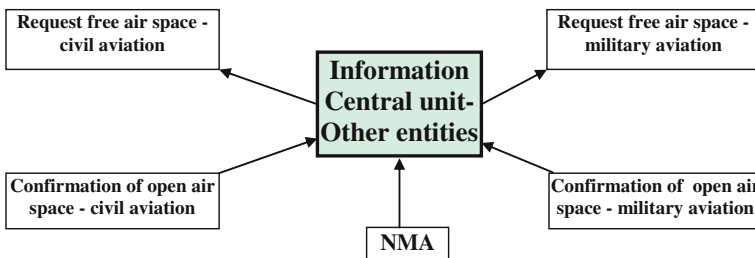 Request free air space -
civil aviation
Request free air space -
military aviation
Information
Central unit-
Other entities
Confirmation of open air
space - civil aviation
Confirmation of  open air
space - military aviation
NMA